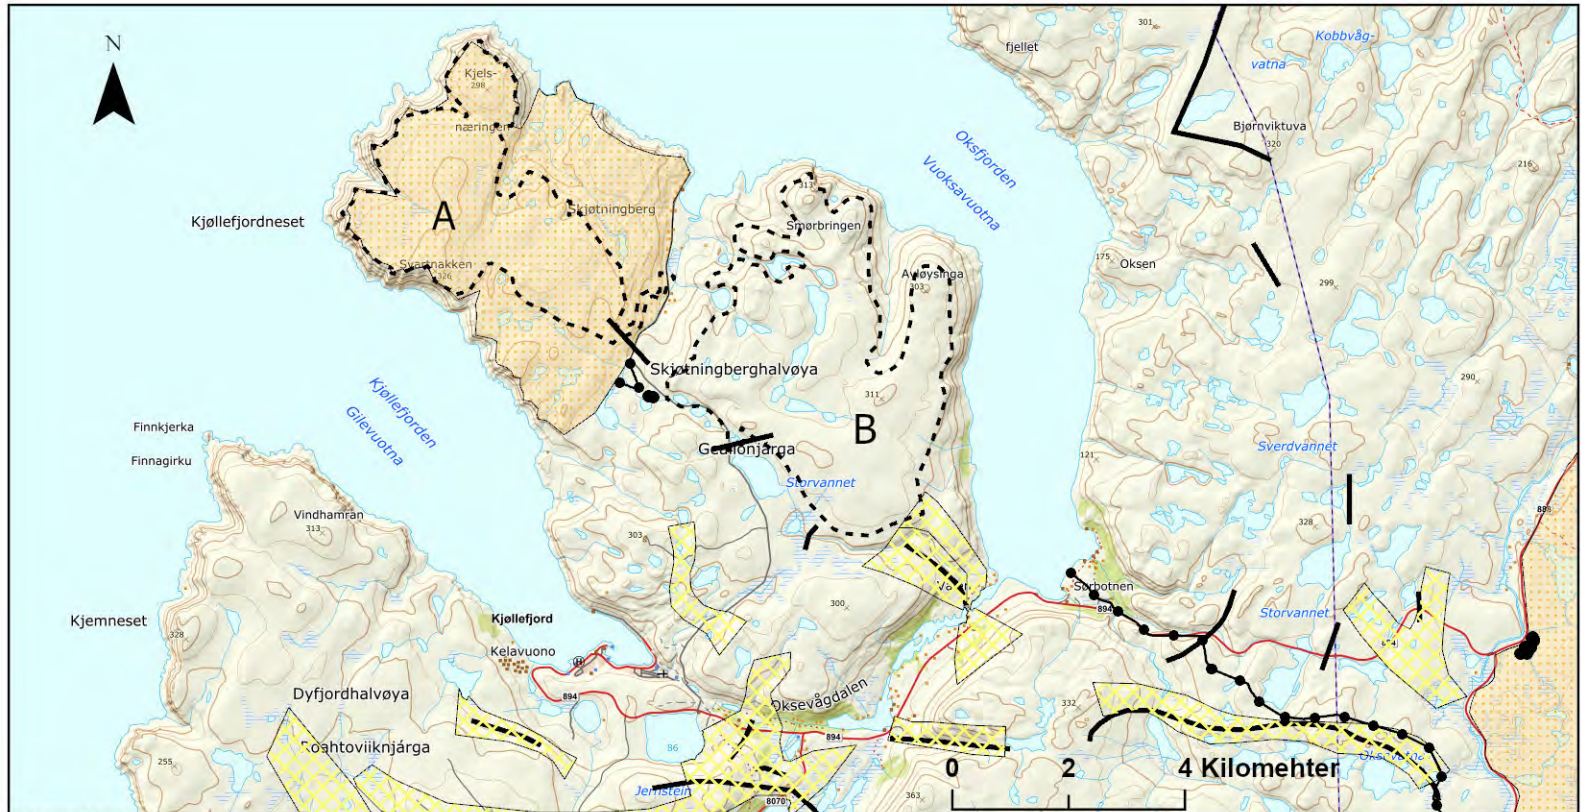 N
301
Kobbvåg-
fjellet
vatna
Kjels-
298
næringen
Bjørnviktuva
320
Oksfjorden
Vuoksavuotna
216
313
Skjøtningberg
Kjøllefjordneset
A
Smørbringen
Svartnakken
326
175
Oksen
Avløysinga
303
299
Skjøtningberghalvøya
290
Kjøllefjorden
Gilevuotna
311
B
Finnkjerka
Finnagirku
121
Sverdvannet
Storvannet
Vindhamran
313
328
888
303
Sørbotnen
894
Storvannet
300
Kjøllefjord
Kjemneset
328
Kelavuono
Dyfjordhalvøya
894
Oksevågdalen
332
894
86
255
0
2
4 Kilomehter
Jernstein
8070
363